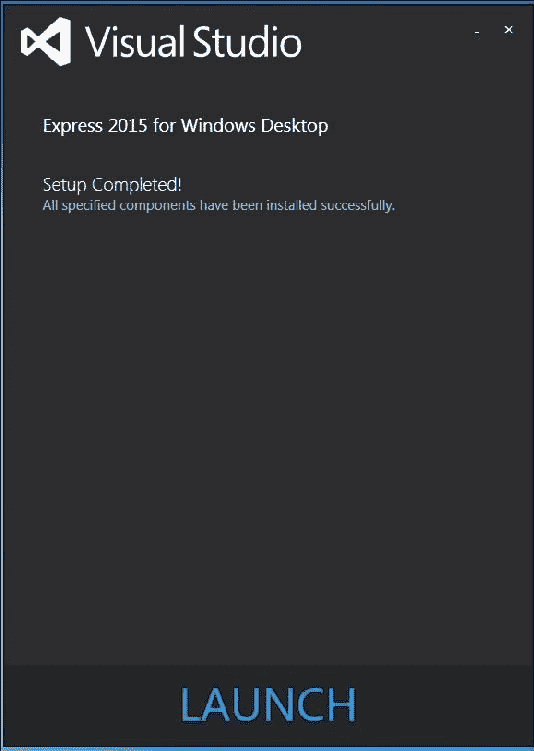 Visual Studio
Express 2015 for Windows Desktop
Setup Completed!
All specified components have been installed successfully.
LAUNCH